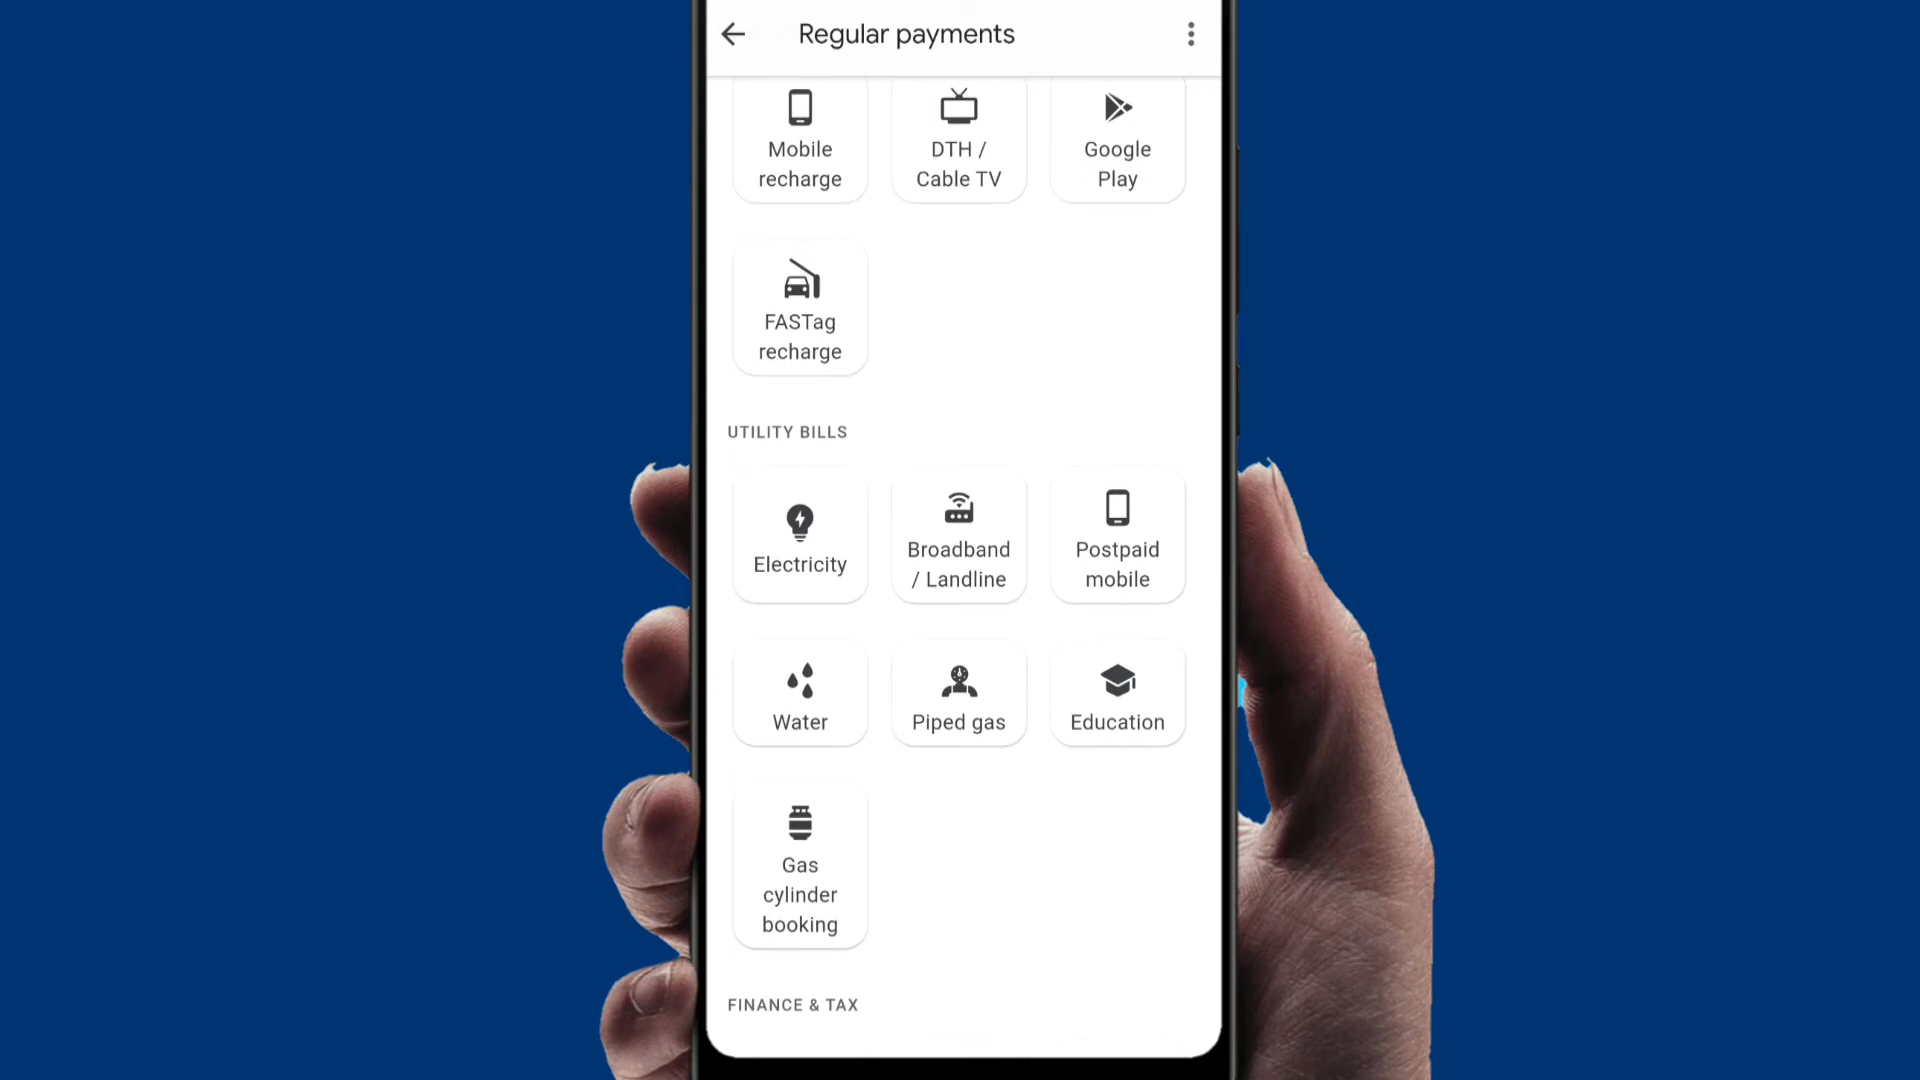 Regular payments
Mobile
recharge
DTH /
Cable TV
Google
Play
FASTag
recharge
UTILITY BILLS
Electricity
Broadband
/ Landline
Postpaid
mobile
Water
Piped gas
Education
Gas
cylinder
booking
FINANCE & TAX